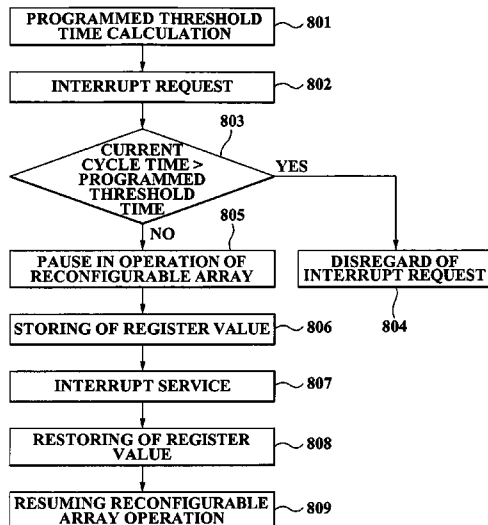 PROGRAMMED THRESHOLD
TIME CALCULATION
801
INTERRUPT REQUEST
802
803
CURRENT
CYCLE TIME >
PROGRAMMED
THRESHOLD
TIME
YES
NO
805
PAUSE IN OPERATION OF
RECONFIGURABLE ARRAY
DISREGARD OF
INTERRUPT REQUEST
804
STORING OF REGISTER VALUE
806
INTERRUPT SERVICE
807
RESTORING OF REGISTER
VALUE
808
RESUMING RECONFIGURABLE
ARRAY OPERATION
809